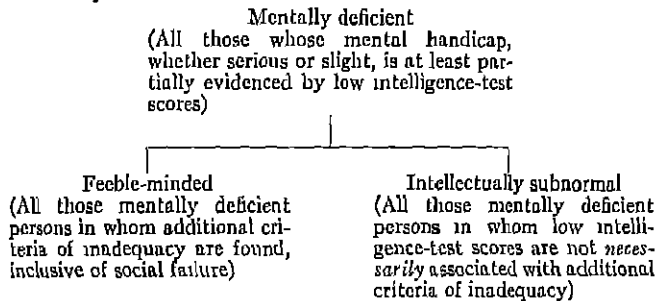 Mentally deficient
(All those whose mental handicap,
whether serious or slight, is at least par-
tially evidenced by low intelligence-test
scores)
Feeble-minded
(All those mentally deficient
persons in whom additional cri-
teria of inadequacy are found,
inclusive of social failure)
Intellectually subnormal
(All those mentally deficient
persons in whom low intelli-
gence-test scores are not neces-
sarily associated with additional
criteria of inadequacy)